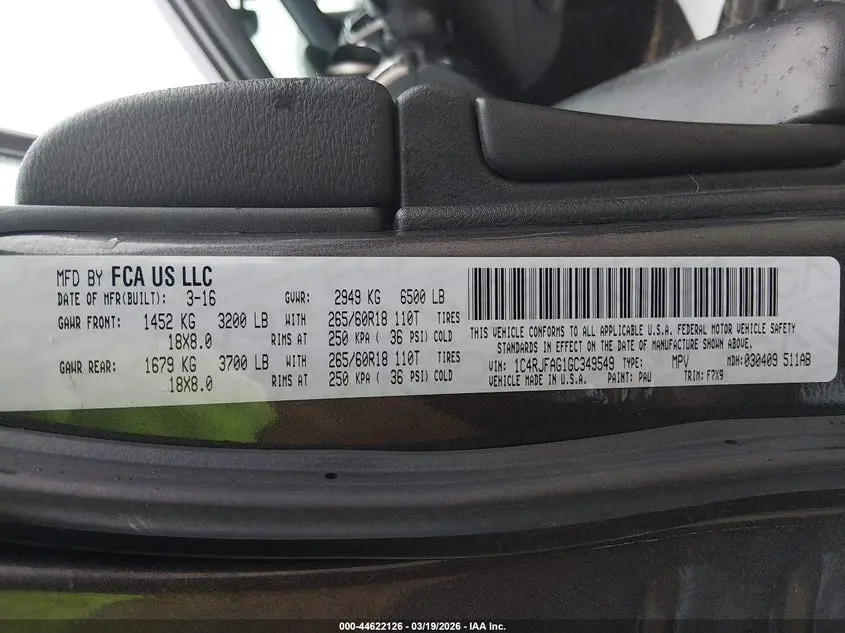 MFD BY FCA US LLC
DATE OF MFR(BUILT): 3-16 GVWR: 2949 KG 6500 LB
GAWR FRONT: 1452 KG 3200 LB WITH 265/60R18 110T TIRES
18X8.0 RIMS AT 250 KPA ( 36 PSI) COLD
GAWR REAR: 1679 KG 3700 LB WITH 265/60R18 110T TIRES
18X8.0 RIMS AT 250 KPA ( 36 PSI) COLD
THIS VEHICLE CONFORMS TO ALL APPLICABLE U.S.A. FEDERAL MOTOR VEHICLE SAFETY
STANDARDS IN EFFECT ON THE DATE OF MANUFACTURE SHOWN ABOVE.
VIN: 1C4RJFAG1GC349549 TYPE: MPV MDH: 030409 511AB
VEHICLE MADE IN U.S.A. PAINT: PAU TRIM: F7X9
000-44622126 - 03/19/2026 - IAA Inc.